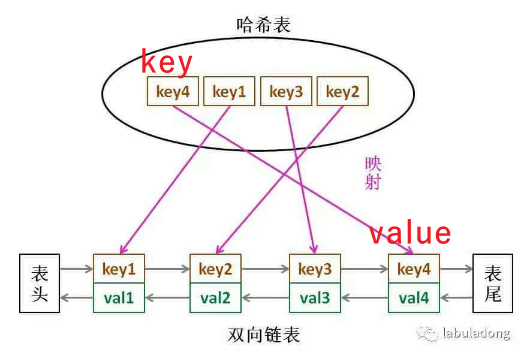 哈希表
key
key4 key1 key3 key2
映射
value
表头 key1 key2 key3 key4 表尾
val1 val2 val3 val4
双向链表
labuladong